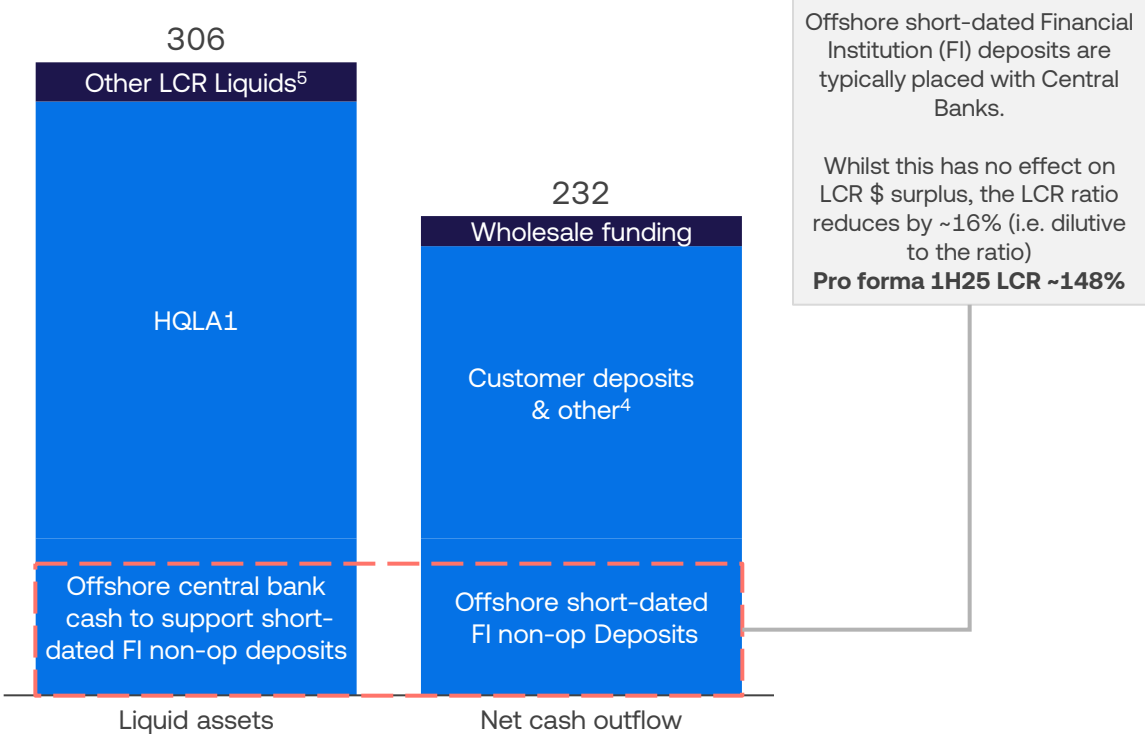 306
Other LCR Liquids⁵
HQLA1
Offshore central bank
cash to support short-
dated FI non-op deposits
Liquid assets
232
Wholesale funding
Customer deposits
& other⁴
Offshore short-dated
FI non-op Deposits
Net cash outflow
Offshore short-dated Financial
Institution (FI) deposits are
typically placed with Central
Banks.
Whilst this has no effect on
LCR $ surplus, the LCR ratio
reduces by ~16% (i.e. dilutive
to the ratio)
Pro forma 1H25 LCR ~148%